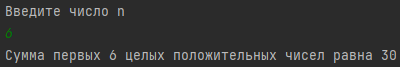 Введите число n
6
Сумма первых 6 целых положительных чисел равна 30